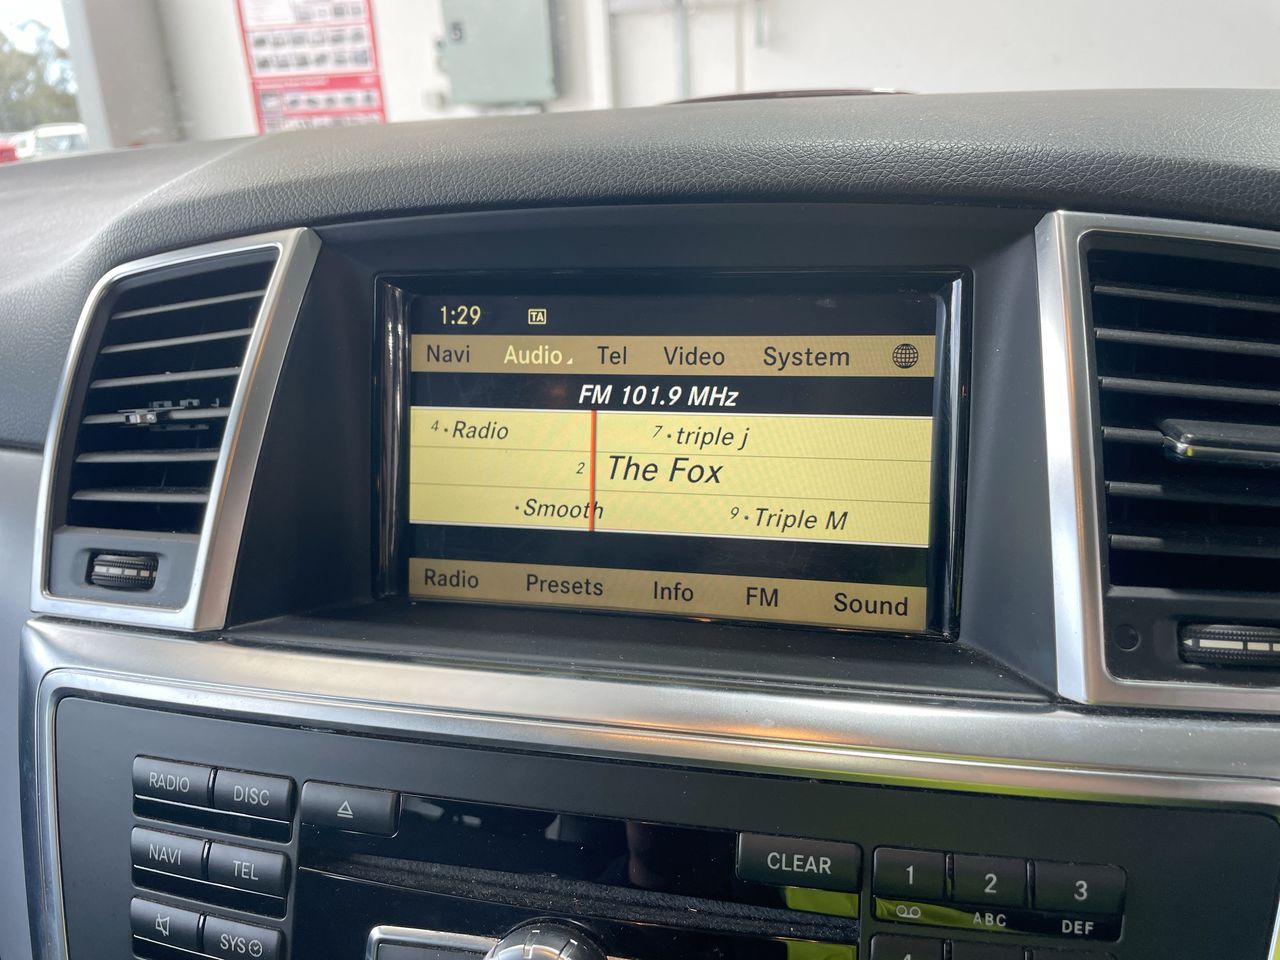 1:29 TA
Navi Audio Tel Video System
FM 101.9 MHz
4 · Radio 7 · triple j
2 The Fox
· Smooth 9 · Triple M
Radio Presets Info FM Sound
RADIO DISC
NAVI TEL
SYS
CLEAR
1 2 3
ABC DEF